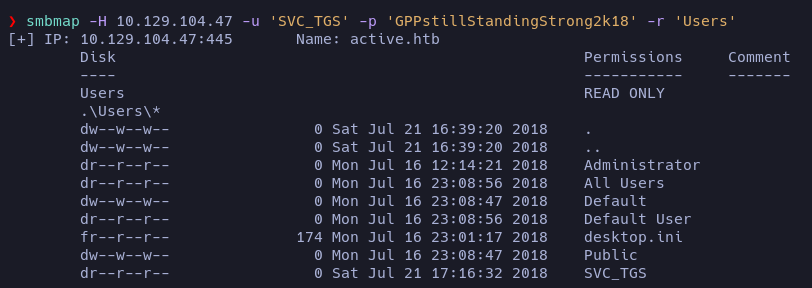 ❯ smbmap -H 10.129.104.47 -u 'SVC_TGS' -p 'GPPstillStandingStrong2k18' -r 'Users'
[+] IP: 10.129.104.47:445       Name: active.htb
        Disk                                                    Permissions     Comment
        ----                                                    -----------     -------
        Users                                                   READ ONLY
        .\Users\*
        dw--w--w--                0 Sat Jul 21 16:39:20 2018    .
        dw--w--w--                0 Sat Jul 21 16:39:20 2018    ..
        dr--r--r--                0 Mon Jul 16 12:14:21 2018    Administrator
        dr--r--r--                0 Mon Jul 16 23:08:56 2018    All Users
        dw--w--w--                0 Mon Jul 16 23:08:47 2018    Default
        dr--r--r--                0 Mon Jul 16 23:08:56 2018    Default User
        fr--r--r--              174 Mon Jul 16 23:01:17 2018    desktop.ini
        dw--w--w--                0 Mon Jul 16 23:08:47 2018    Public
        dr--r--r--                0 Sat Jul 21 17:16:32 2018    SVC_TGS